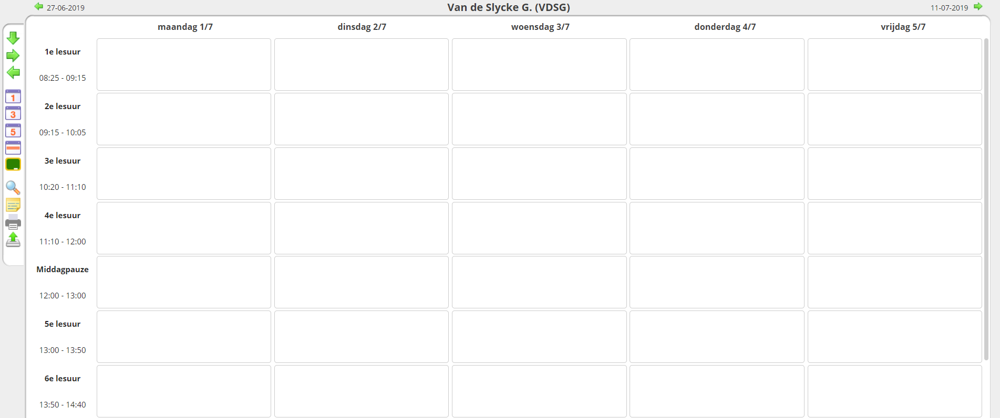 27-06-2019
Van de Slycke G. (VDSG)
11-07-2019
maandag 1/7
dinsdag 2/7
woensdag 3/7
donderdag 4/7
vrijdag 5/7
1e lesuur
08:25 - 09:15
2e lesuur
09:15 - 10:05
3e lesuur
10:20 - 11:10
4e lesuur
11:10 - 12:00
Middagpauze
12:00 - 13:00
5e lesuur
13:00 - 13:50
6e lesuur
13:50 - 14:40
1
3
5